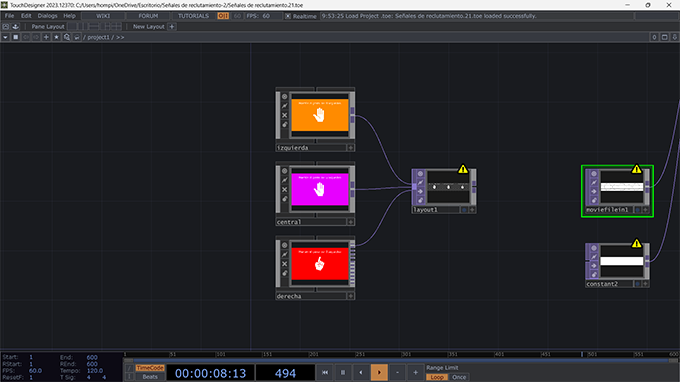 TouchDesigner 2023.12370: C:/Users/homps/OneDrive/Escritorio/Señales de reclutamiento-2/Señales de reclutamiento.21.toe
File Edit Dialogs Help WIKI FORUM TUTORIALS OII FPS: 60 Realtime 9:53:25 Load Project .toe: Señales de reclutamiento.21.toe loaded successfully.
Pane Layout New Layout +
/ project1 / >>
izquierda
central
derecha
layout1
moviefilein1
constant2
Start: 1 End: 600
RStart: 1 REnd: 600
FPS: 60.0 Tempo: 120.0
ResetF: 1 T Sig: 4 4
1 51 101 151 201 251 301 351 401 451 501 551 600
TimeCode
Beats
00:00:08:13
494
Range Limit
Loop Once